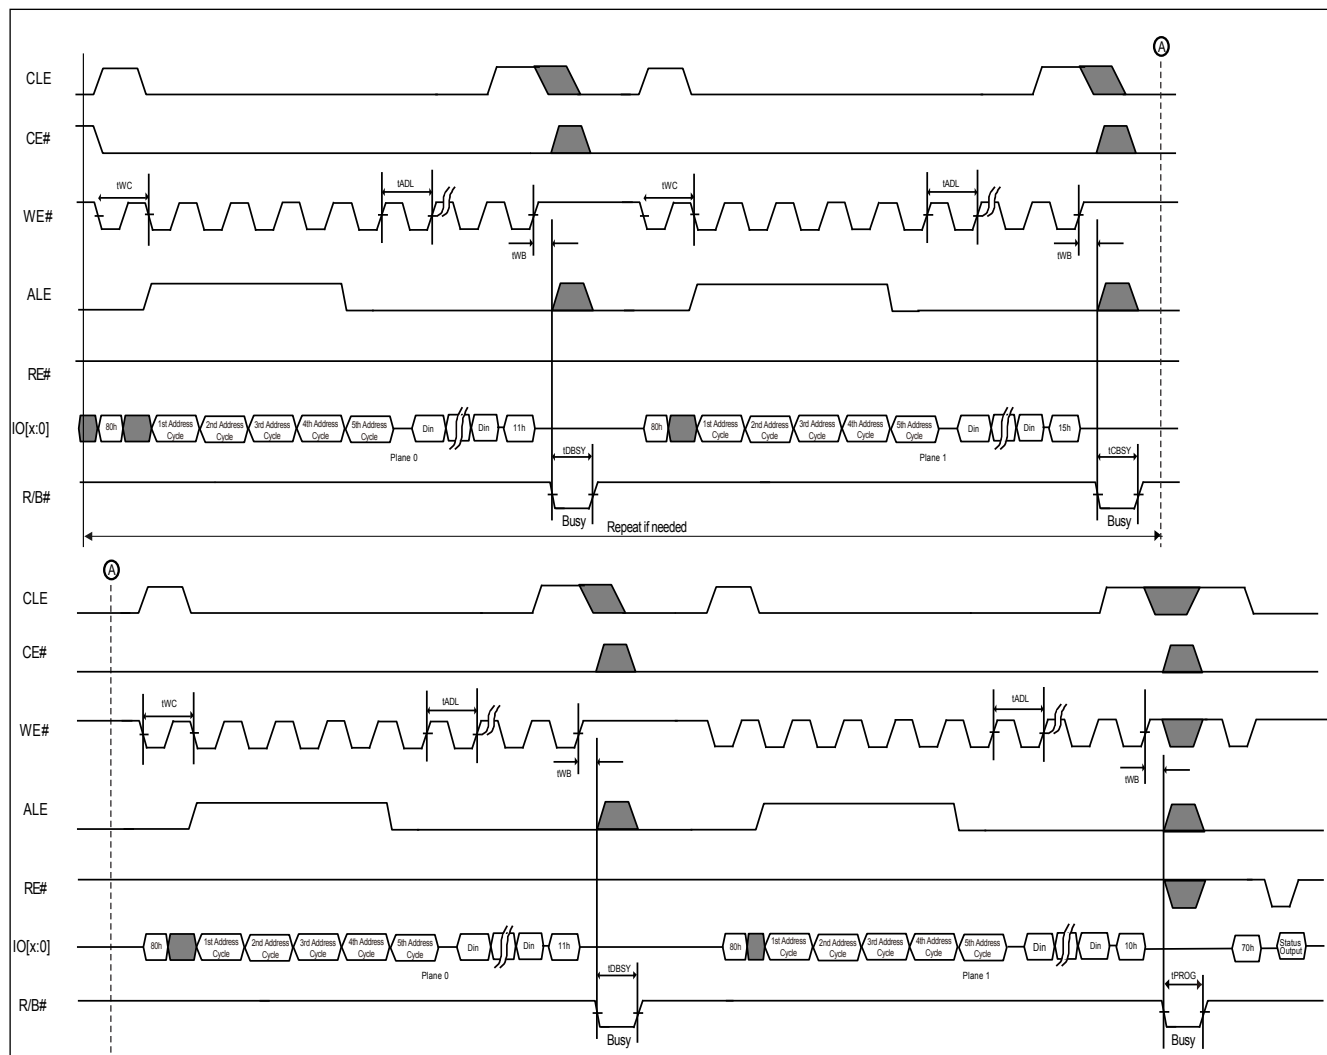 A
CLE
CE#
tWC
tADL
tWC
tADL
WE#
tWB
tWB
ALE
RE#
IO[x:0]
80h
1st Address Cycle
2nd Address Cycle
3rd Address Cycle
4th Address Cycle
5th Address Cycle
Din
Din
11h
80h
1st Address Cycle
2nd Address Cycle
3rd Address Cycle
4th Address Cycle
5th Address Cycle
Din
Din
15h
Plane 0
Plane 1
tDBSY
tCBSY
R/B#
Busy
Busy
Repeat if needed
A
CLE
CE#
tWC
tADL
tADL
WE#
tWB
tWB
ALE
RE#
IO[x:0]
80h
1st Address Cycle
2nd Address Cycle
3rd Address Cycle
4th Address Cycle
5th Address Cycle
Din
Din
11h
80h
1st Address Cycle
2nd Address Cycle
3rd Address Cycle
4th Address Cycle
5th Address Cycle
Din
Din
10h
70h
Status Output
Plane 0
Plane 1
tDBSY
tPROG
R/B#
Busy
Busy